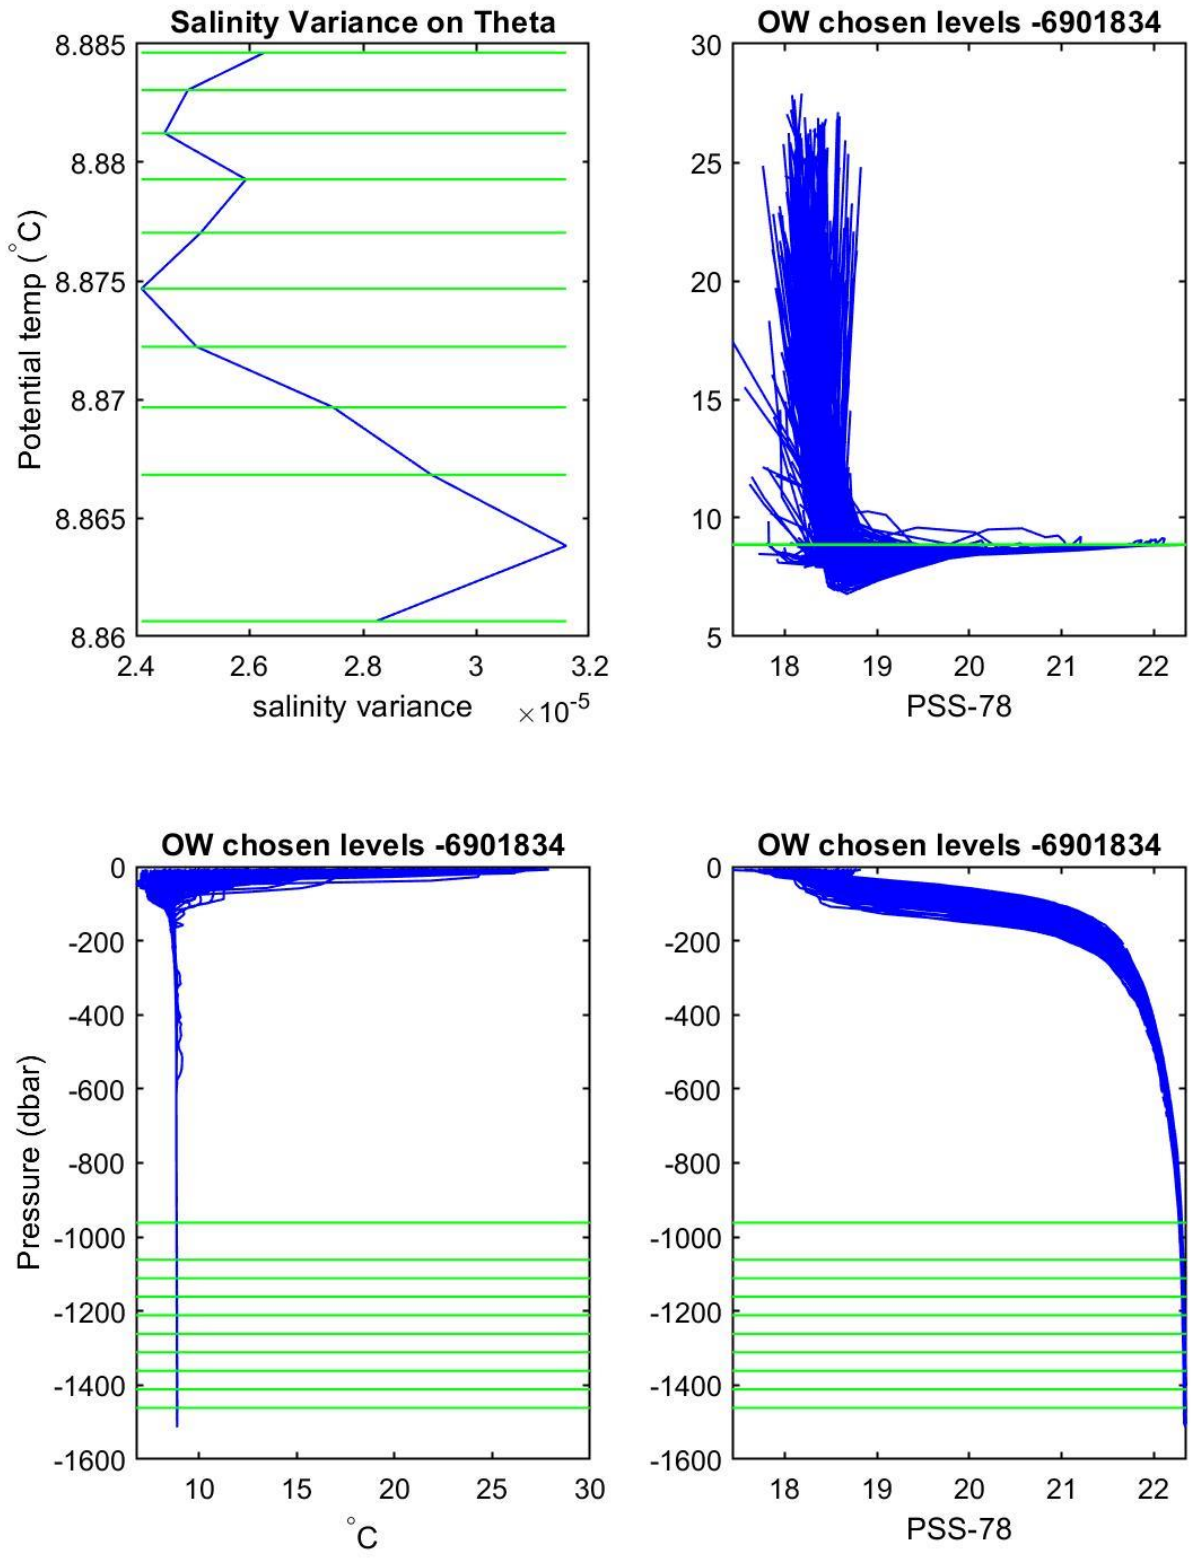 Salinity Variance on Theta
8.885
8.88
8.875
8.87
8.865
8.86
Potential temp (°C)
2.4 2.6 2.8 3 3.2
salinity variance ×10-5
OW chosen levels -6901834
30
25
20
15
10
5
18 19 20 21 22
PSS-78
OW chosen levels -6901834
0
-200
-400
-600
-800
-1000
-1200
-1400
-1600
Pressure (dbar)
10 15 20 25 30
°C
OW chosen levels -6901834
0
-200
-400
-600
-800
-1000
-1200
-1400
-1600
18 19 20 21 22
PSS-78